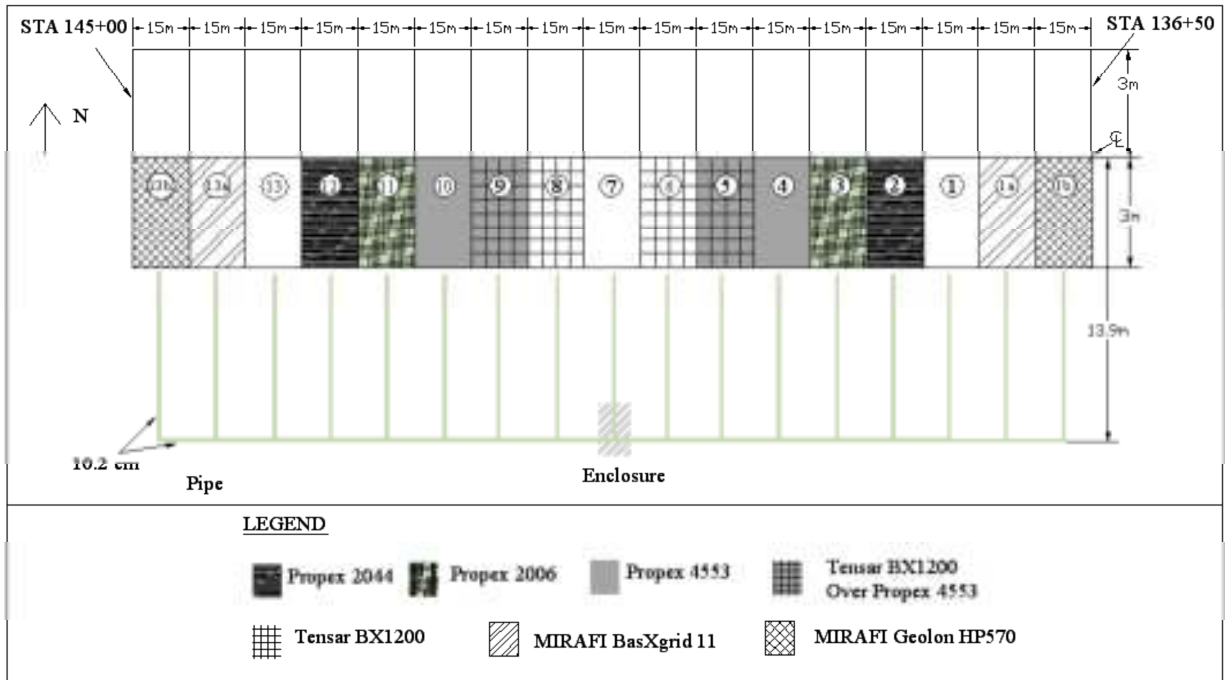 STA 145+00 15m 15m 15m 15m 15m 15m 15m 15m 15m 15m 15m 15m 15m 15m 15m 15m 15m STA 136+50
3m
N
℄
13b 13a 13 12 11 10 9 8 7 6 5 4 3 2 1 1a 1b
3m
13.9m
10.2 cm
Pipe
Enclosure
LEGEND
Propex 2044 Propex 2006 Propex 4553 Tensar BX1200
Over Propex 4553
Tensar BX1200 MIRAFI BasXgrid 11 MIRAFI Geolon HP570